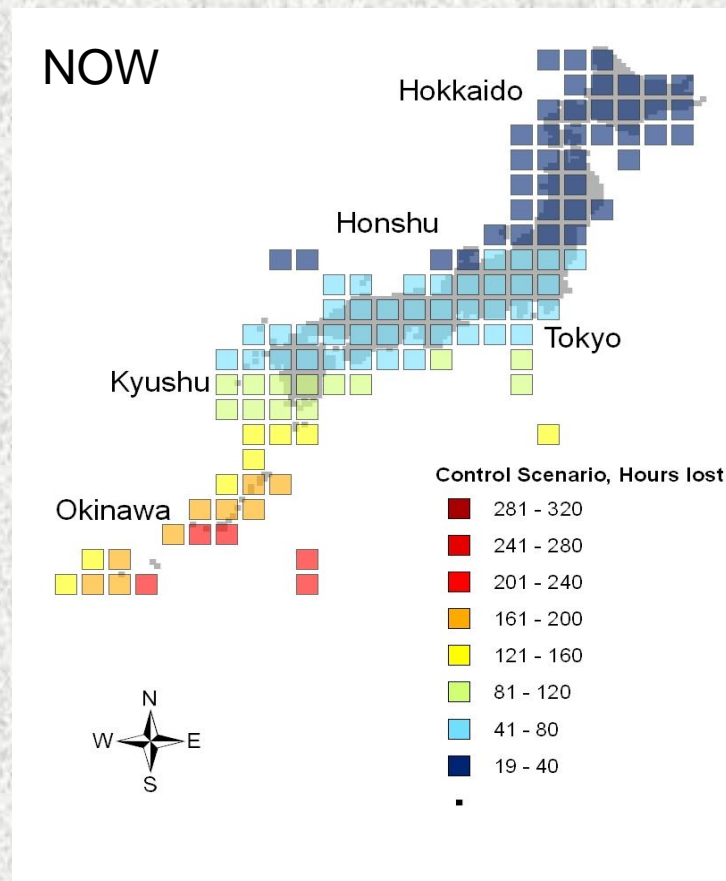 NOW
Hokkaido
Honshu
Tokyo
Kyushu
Okinawa
Control Scenario, Hours lost
281 - 320
241 - 280
201 - 240
161 - 200
121 - 160
81 - 120
41 - 80
19 - 40
N
W E
S